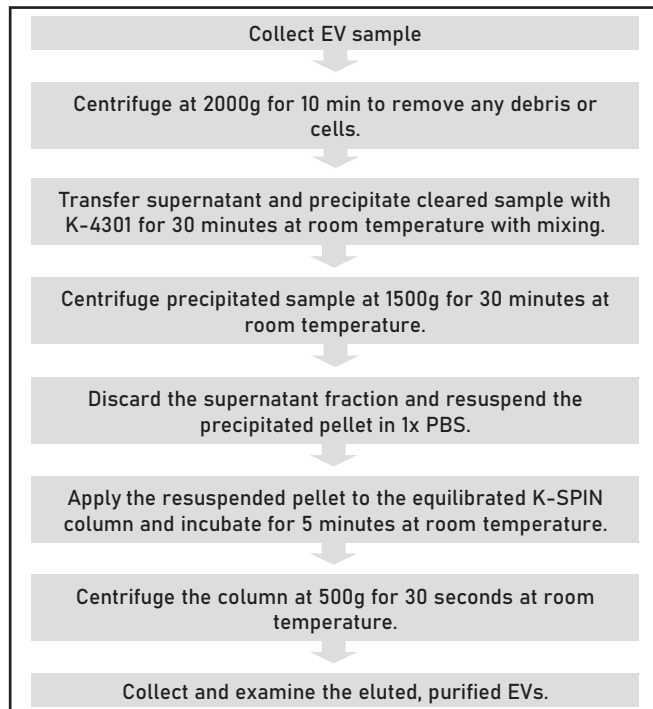 Collect EV sample
Centrifuge at 2000g for 10 min to remove any debris or
cells.
Transfer supernatant and precipitate cleared sample with
K-4301 for 30 minutes at room temperature with mixing.
Centrifuge precipitated sample at 1500g for 30 minutes at
room temperature.
Discard the supernatant fraction and resuspend the
precipitated pellet in 1x PBS.
Apply the resuspended pellet to the equilibrated K-SPIN
column and incubate for 5 minutes at room temperature.
Centrifuge the column at 500g for 30 seconds at room
temperature.
Collect and examine the eluted, purified EVs.